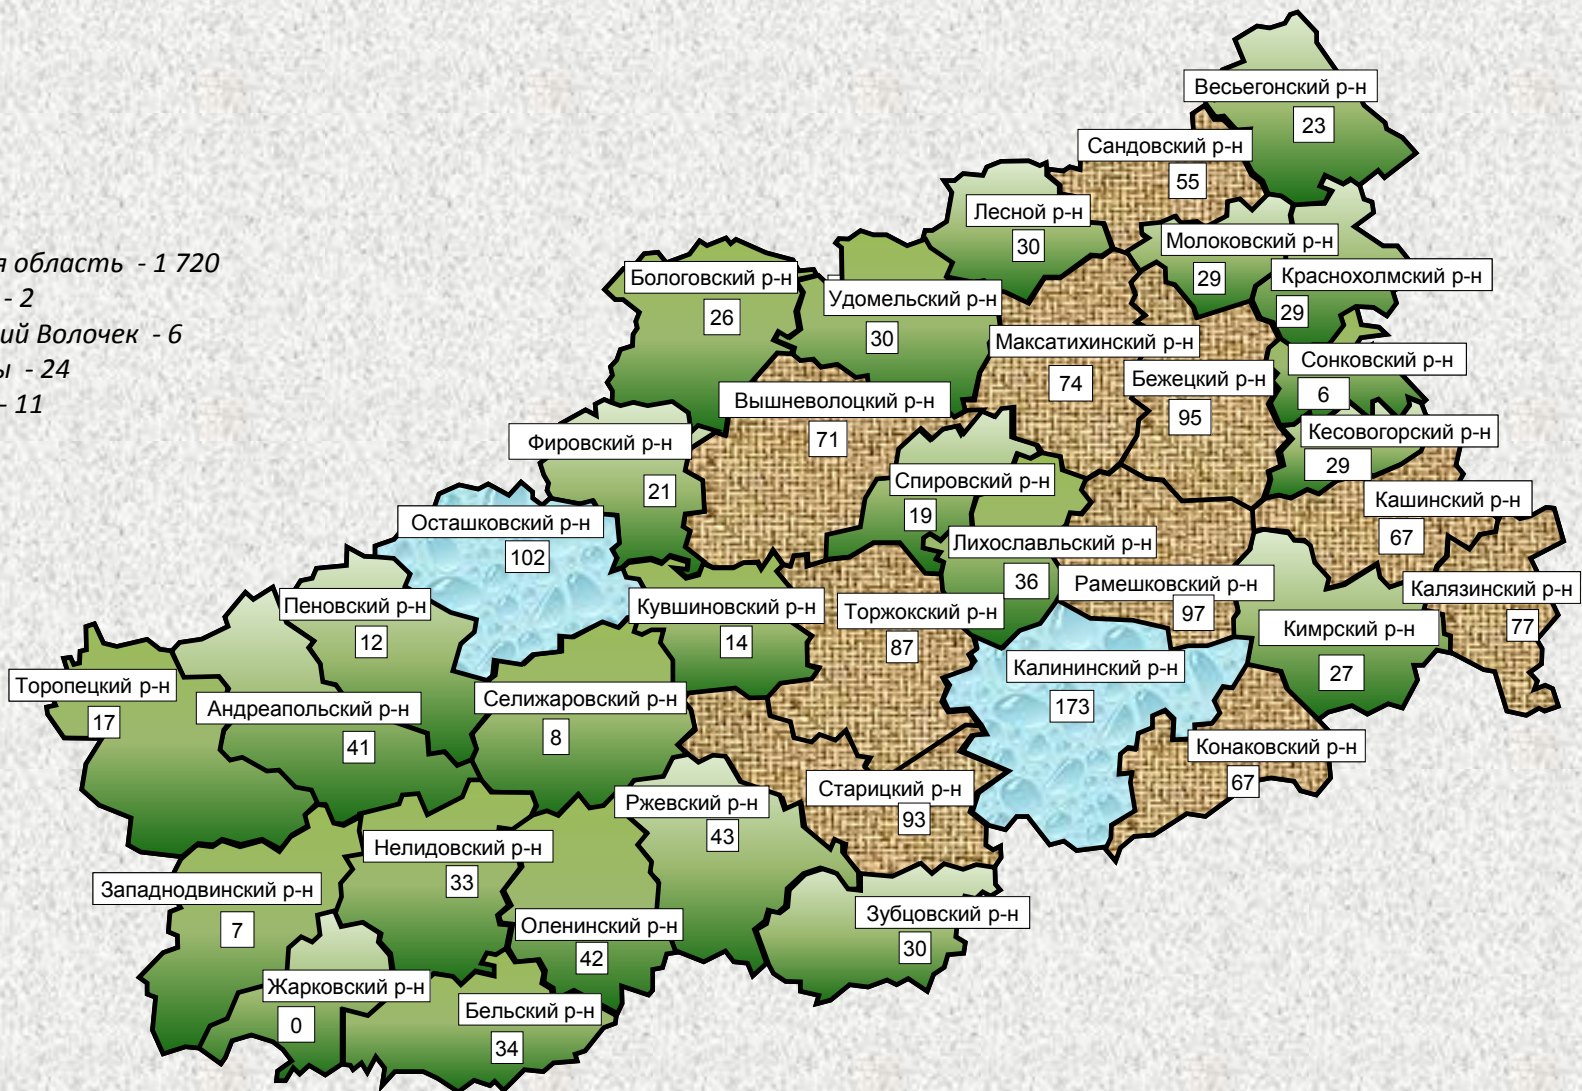 я область - 1 720
- 2
ий Волочек - 6
ы - 24
- 11
Весьегонский р-н
23
Сандовский р-н
55
Лесной р-н
30
Молоковский р-н
29
Краснохолмский р-н
29
Бологовский р-н
26
Удомельский р-н
30
Максатихинский р-н
74
Бежецкий р-н
95
Сонковский р-н
6
Вышневолоцкий р-н
71
Кесовогорский р-н
29
Фировский р-н
21
Спировский р-н
19
Кашинский р-н
67
Осташковский р-н
102
Лихославльский р-н
36
Рамешковский р-н
97
Калязинский р-н
77
Пеновский р-н
12
Кувшиновский р-н
14
Торжокский р-н
87
Кимрский р-н
27
Калининский р-н
173
Торопецкий р-н
17
Андреапольский р-н
41
Селижаровский р-н
8
Конаковский р-н
67
Ржевский р-н
43
Старицкий р-н
93
Нелидовский р-н
33
Западнодвинский р-н
7
Оленинский р-н
42
Зубцовский р-н
30
Жарковский р-н
0
Бельский р-н
34